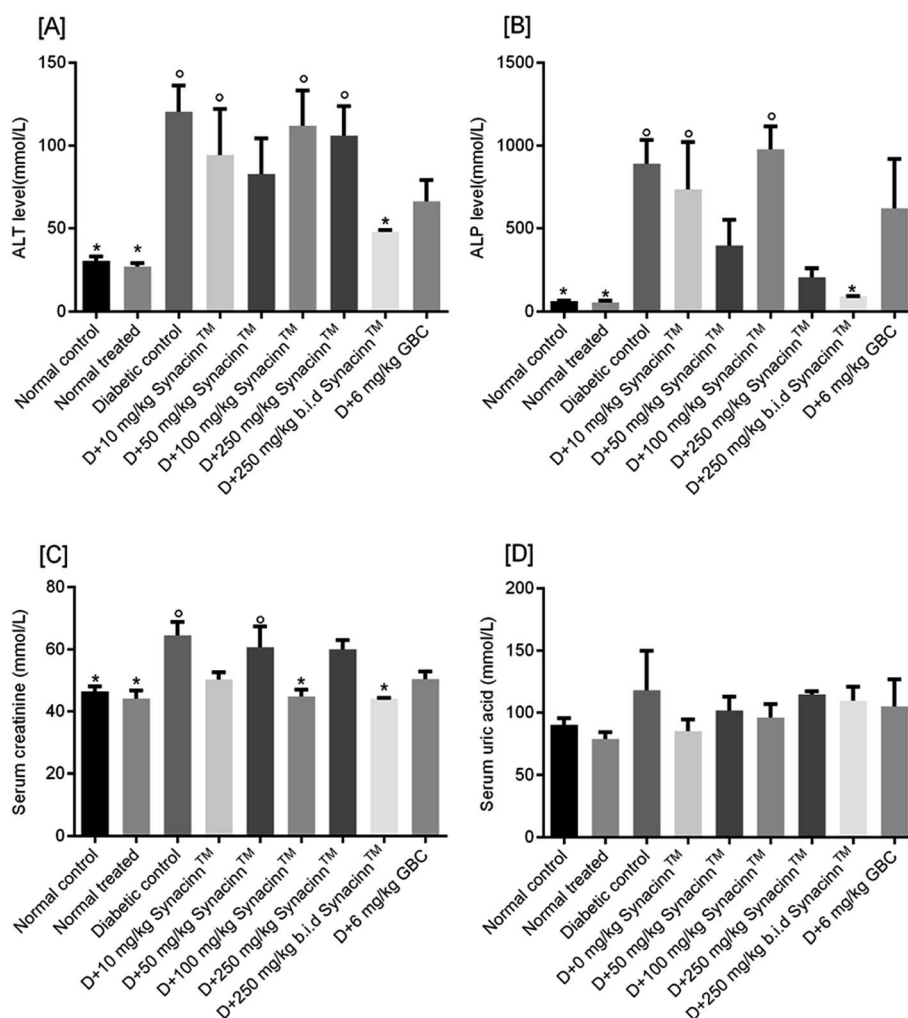 [A]
ALT level(mmol/L)
150
100
50
0
° ° ° °
* * *
Normal control
Normal treated
Diabetic control
D+10 mg/kg Synacinn™
D+50 mg/kg Synacinn™
D+100 mg/kg Synacinn™
D+250 mg/kg Synacinn™
D+250 mg/kg b.i.d Synacinn™
D+6 mg/kg GBC
[B]
ALP level(mmol/L)
1500
1000
500
0
° ° °
* * *
Normal control
Normal treated
Diabetic control
D+10 mg/kg Synacinn™
D+50 mg/kg Synacinn™
D+100 mg/kg Synacinn™
D+250 mg/kg Synacinn™
D+250 mg/kg b.i.d Synacinn™
D+6 mg/kg GBC
[C]
Serum creatinine (mmol/L)
80
60
40
20
0
° °
* * * *
Normal control
Normal treated
Diabetic control
D+10 mg/kg Synacinn™
D+50 mg/kg Synacinn™
D+100 mg/kg Synacinn™
D+250 mg/kg Synacinn™
D+250 mg/kg b.i.d Synacinn™
D+6 mg/kg GBC
[D]
Serum uric acid (mmol/L)
200
150
100
50
0
Normal control
Normal treated
Diabetic control
D+0 mg/kg Synacinn™
D+50 mg/kg Synacinn™
D+100 mg/kg Synacinn™
D+250 mg/kg Synacinn™
D+250 mg/kg b.i.d Synacinn™
D+6 mg/kg GBC